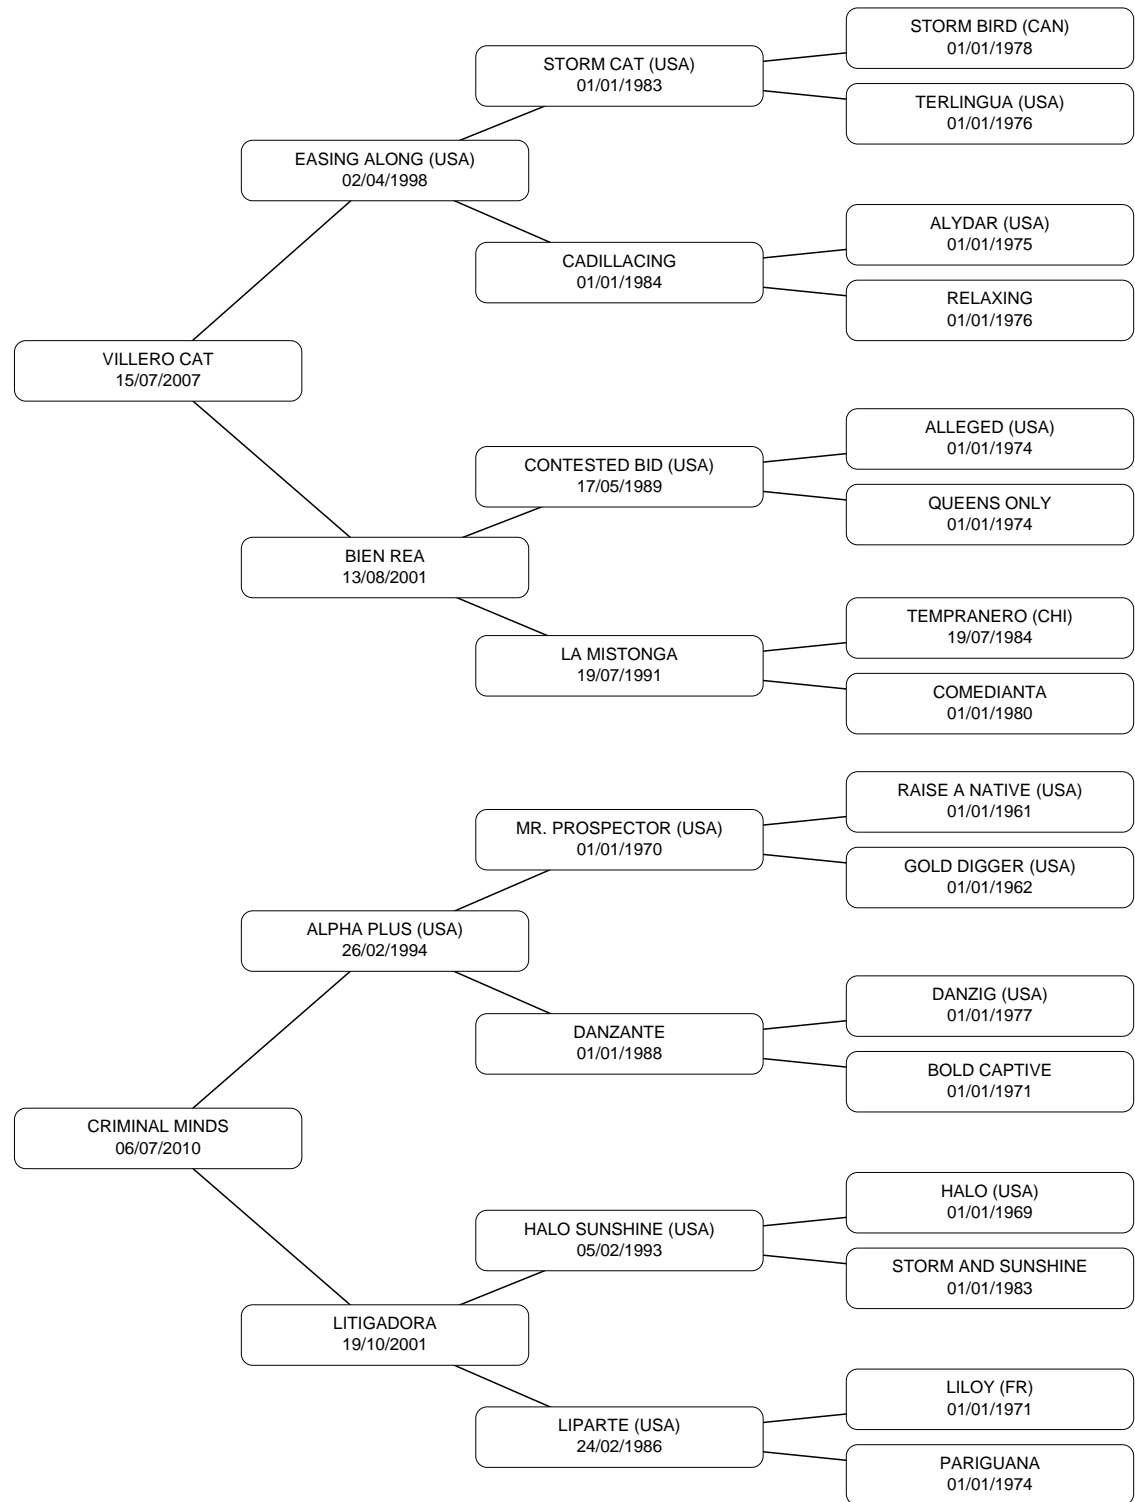 STORM BIRD (CAN)
01/01/1978
STORM CAT (USA)
01/01/1983
TERLINGUA (USA)
01/01/1976
EASING ALONG (USA)
02/04/1998
ALYDAR (USA)
01/01/1975
CADILLACING
01/01/1984
RELAXING
01/01/1976
VILLERO CAT
15/07/2007
ALLEGED (USA)
01/01/1974
CONTESTED BID (USA)
17/05/1989
QUEENS ONLY
01/01/1974
BIEN REA
13/08/2001
TEMPRANERO (CHI)
19/07/1984
LA MISTONGA
19/07/1991
COMEDIANTA
01/01/1980
RAISE A NATIVE (USA)
01/01/1961
MR. PROSPECTOR (USA)
01/01/1970
GOLD DIGGER (USA)
01/01/1962
ALPHA PLUS (USA)
26/02/1994
DANZIG (USA)
01/01/1977
DANZANTE
01/01/1988
BOLD CAPTIVE
01/01/1971
CRIMINAL MINDS
06/07/2010
HALO (USA)
01/01/1969
HALO SUNSHINE (USA)
05/02/1993
STORM AND SUNSHINE
01/01/1983
LITIGADORA
19/10/2001
LILOY (FR)
01/01/1971
LIPARTE (USA)
24/02/1986
PARIGUANA
01/01/1974